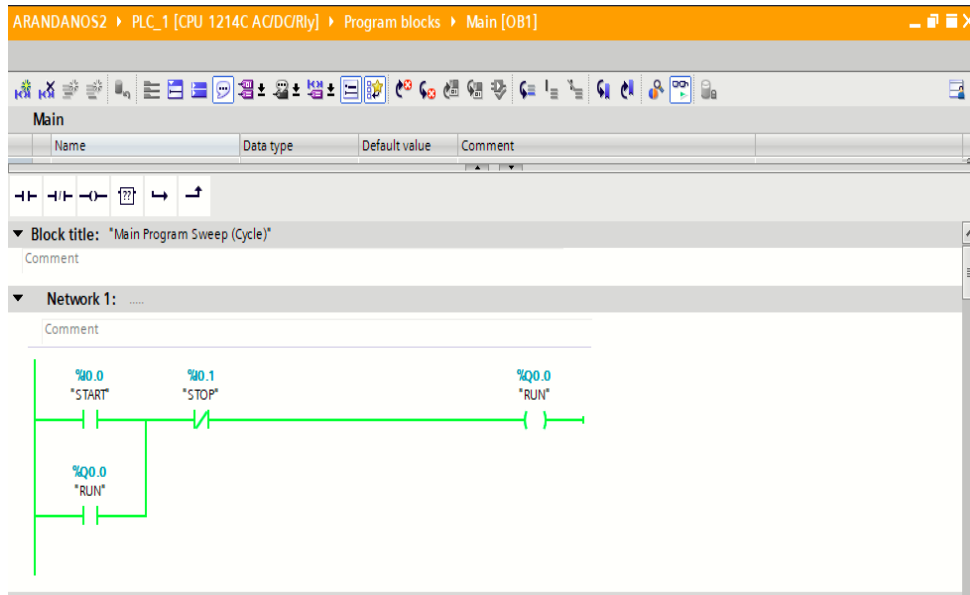 ARANDANOS2 ▸ PLC_1 [CPU 1214C AC/DC/Rly] ▸ Program blocks ▸ Main [OB1]
Main
Name Data type Default value Comment
??
Block title: "Main Program Sweep (Cycle)"
Comment
Network 1: .....
Comment
%I0.0 %I0.1 %Q0.0
"START" "STOP" "RUN"
%Q0.0
"RUN"